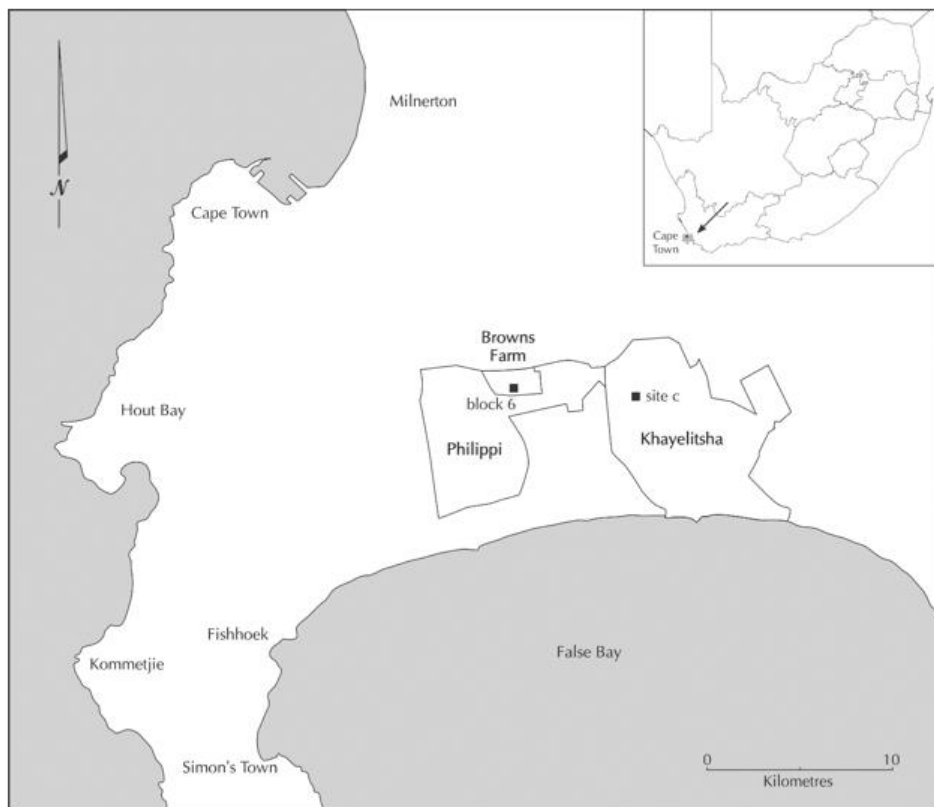 Milnerton
N
Cape Town
Cape
Town
Browns
Farm
block 6
site c
Hout Bay
Philippi
Khayelitsha
Fishhoek
Kommetjie
False Bay
Simon's Town
0 10
Kilometres